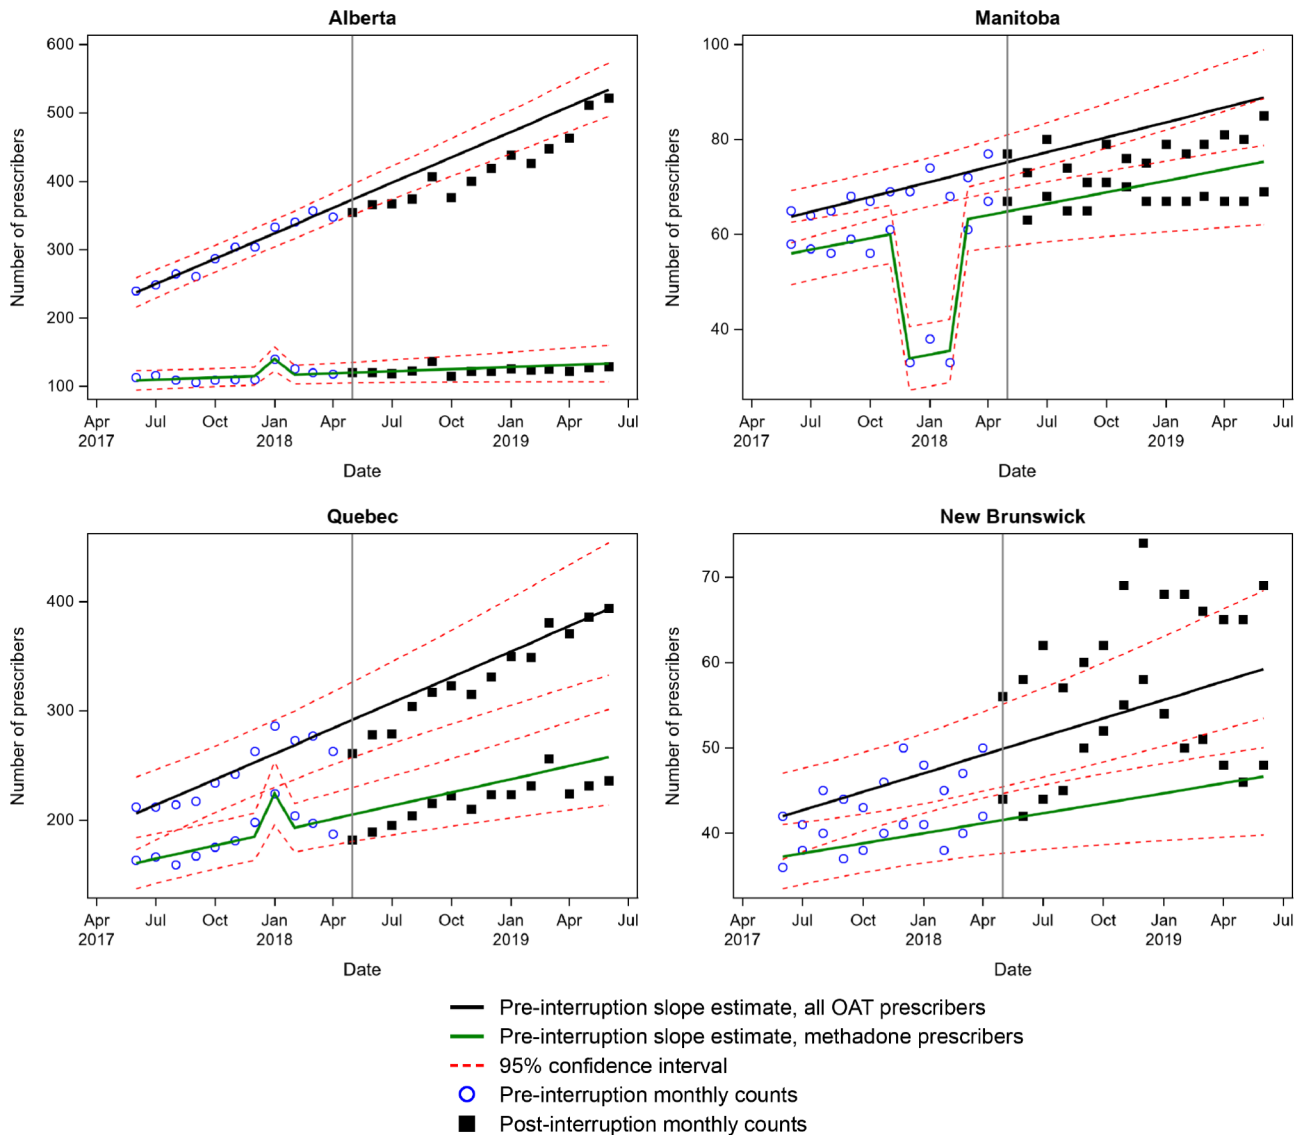 Alberta
Number of prescribers
600
500
400
300
200
100
Apr Jul Oct Jan Apr Jul Oct Jan Apr Jul
2017 2018 2019
Date
Manitoba
Number of prescribers
100
80
60
40
Apr Jul Oct Jan Apr Jul Oct Jan Apr Jul
2017 2018 2019
Date
Quebec
Number of prescribers
400
300
200
Apr Jul Oct Jan Apr Jul Oct Jan Apr Jul
2017 2018 2019
Date
New Brunswick
Number of prescribers
70
60
50
40
Apr Jul Oct Jan Apr Jul Oct Jan Apr Jul
2017 2018 2019
Date
Pre-interruption slope estimate, all OAT prescribers
Pre-interruption slope estimate, methadone prescribers
95% confidence interval
Pre-interruption monthly counts
Post-interruption monthly counts